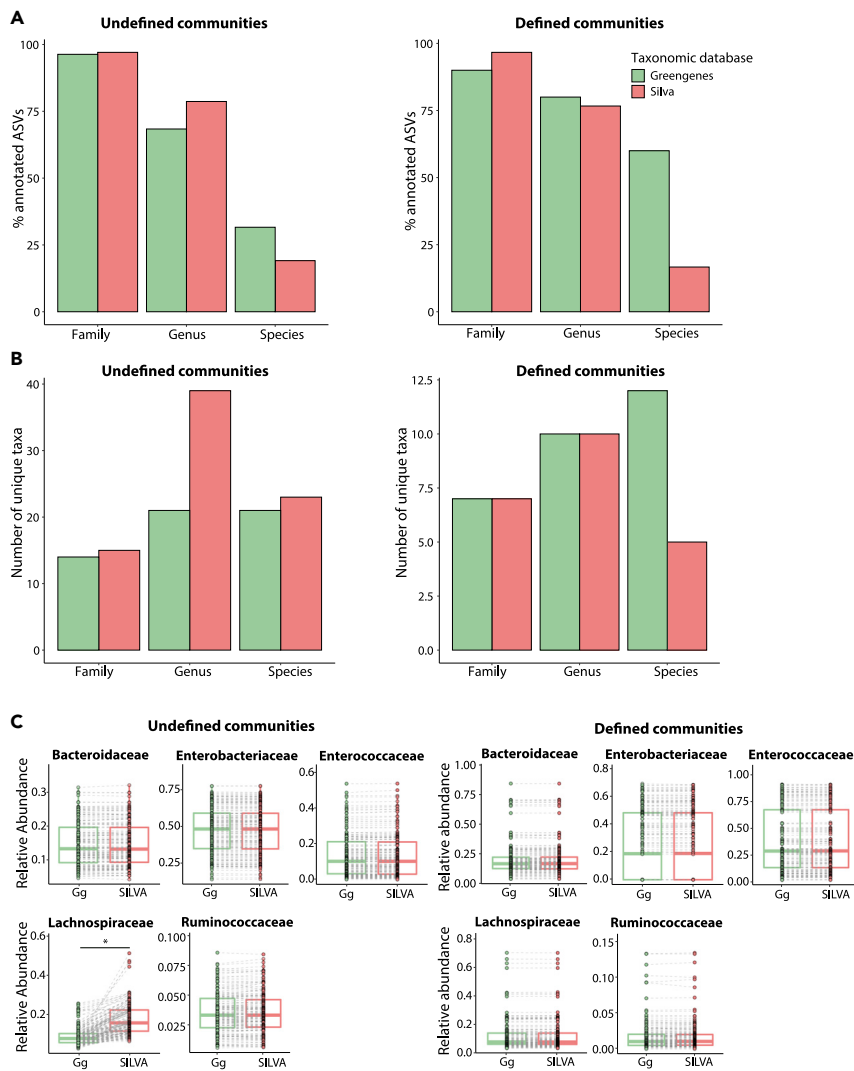 A
Undefined communities
% annotated ASVs
100
75
50
25
0
Family Genus Species
Defined communities
% annotated ASVs
100
75
50
25
0
Family Genus Species
Taxonomic database
Greengenes
Silva
B
Undefined communities
Number of unique taxa
40
30
20
10
0
Family Genus Species
Defined communities
Number of unique taxa
12.5
10.0
7.5
5.0
2.5
0.0
Family Genus Species
C
Undefined communities
Bacteroidaceae
Relative Abundance
0.3
0.2
0.1
Gg SILVA
Enterobacteriaceae
0.75
0.50
0.25
Gg SILVA
Enterococcaceae
0.6
0.4
0.2
0.0
Gg SILVA
Lachnospiraceae
Relative Abundance
0.6
0.4
0.2
*
Gg SILVA
Ruminococcaceae
0.100
0.075
0.050
0.025
Gg SILVA
Defined communities
Bacteroidaceae
Relative Abundance
1.00
0.75
0.50
0.25
0.00
Gg SILVA
Enterobacteriaceae
0.8
0.6
0.4
0.2
0.0
Gg SILVA
Enterococcaceae
1.00
0.75
0.50
0.25
0.00
Gg SILVA
Lachnospiraceae
Relative Abundance
0.8
0.6
0.4
0.2
0.0
Gg SILVA
Ruminococcaceae
0.15
0.10
0.05
0.00
Gg SILVA